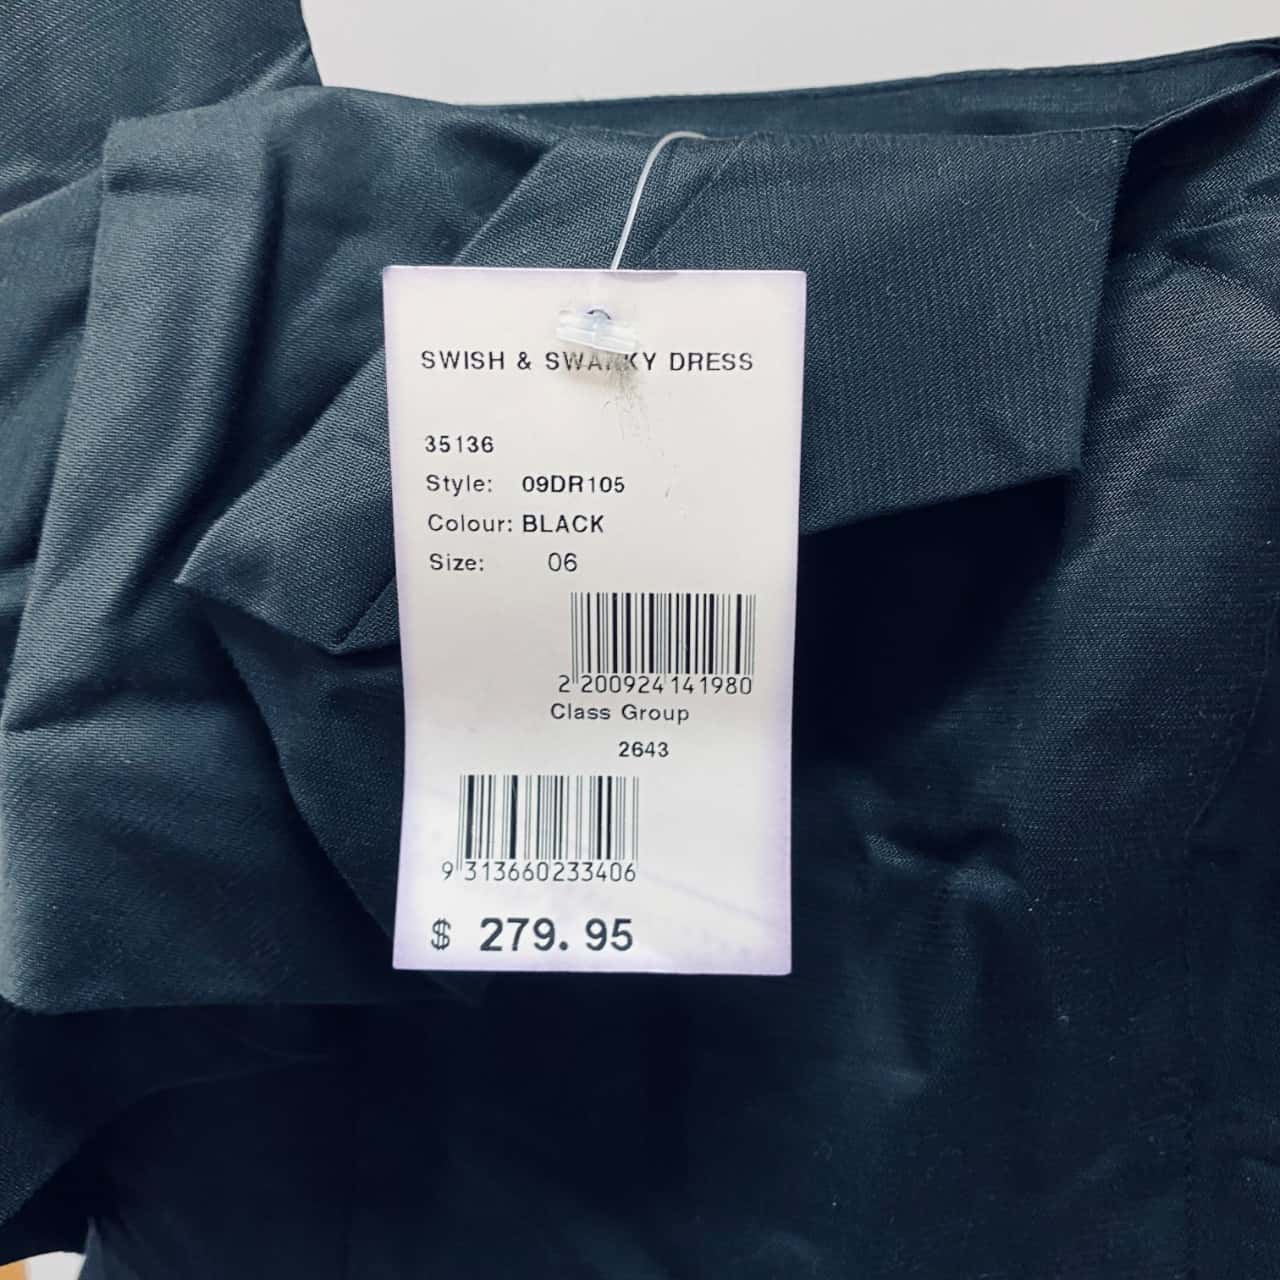 SWISH & SWANKY DRESS
35136
Style: 09DR105
Colour: BLACK
Size: 06
2 200924 141980
Class Group
2643
9 313660 233406
$ 279.95